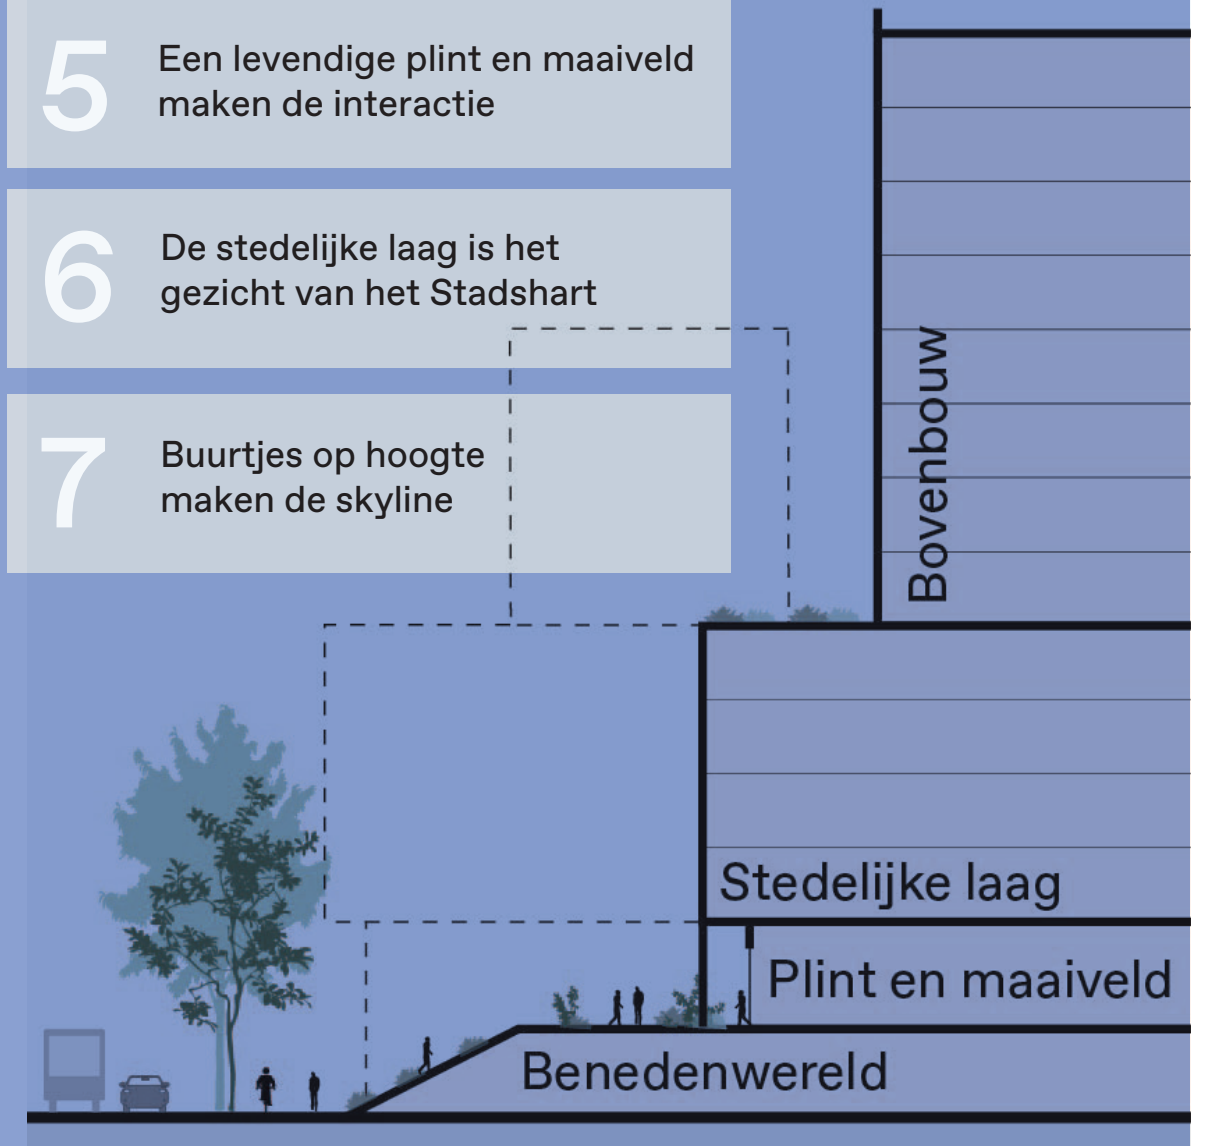 5
Een levendige plint en maaiveld
maken de interactie
6
De stedelijke laag is het
gezicht van het Stadshart
7
Buurtjes op hoogte
maken de skyline
Bovenbouw
Stedelijke laag
Plint en maaiveld
Benedenwereld